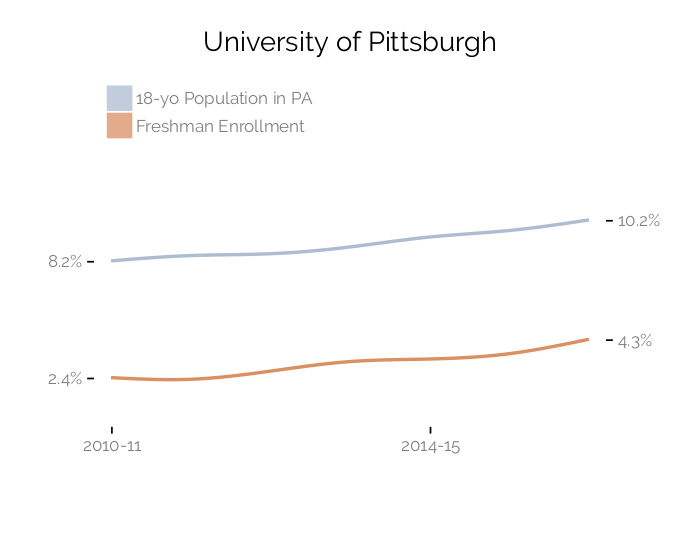 University of Pittsburgh
18-yo Population in PA
Freshman Enrollment
10.2%
8.2%
4.3%
2.4%
2010-11
2014-15